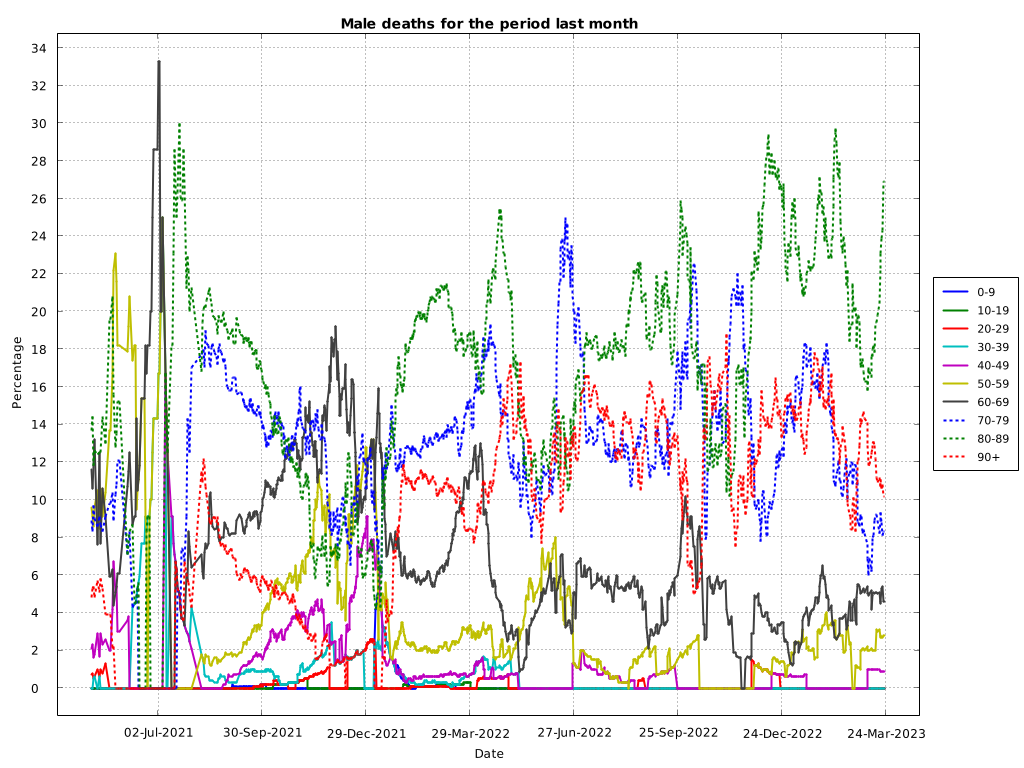 Male deaths for the period last month
34
32
30
28
26
24
22
20
18
16
14
12
10
8
6
4
2
0
Percentage
02-Jul-2021
30-Sep-2021
29-Dec-2021
29-Mar-2022
27-Jun-2022
25-Sep-2022
24-Dec-2022
24-Mar-2023
Date
0-9
10-19
20-29
30-39
40-49
50-59
60-69
70-79
80-89
90+